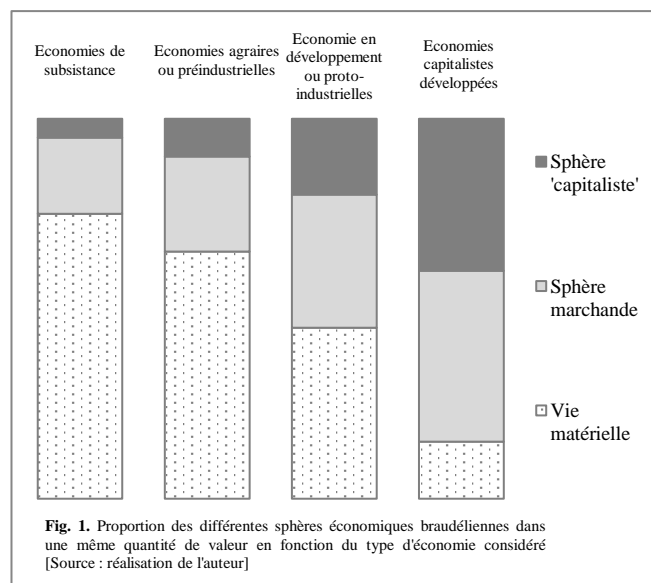 Economies de
subsistance
Economies agraires
ou préindustrielles
Economie en
développement
ou proto-
industrielles
Economies
capitalistes
développées
Sphère
'capitaliste'
Sphère
marchande
Vie
matérielle
Fig. 1. Proportion des différentes sphères économiques braudéliennes dans
une même quantité de valeur en fonction du type d'économie considéré
[Source : réalisation de l'auteur]